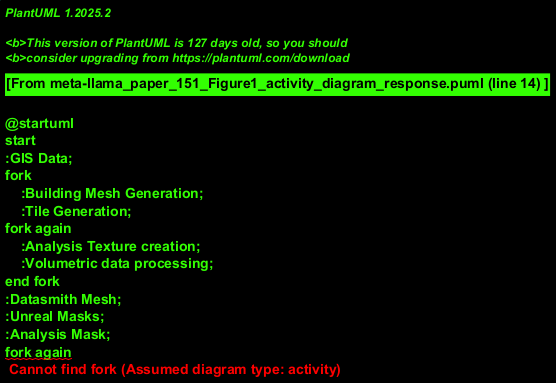 PlantUML 1.2025.2
<b>This version of PlantUML is 127 days old, so you should
<b>consider upgrading from https://plantuml.com/download
[From meta-llama_paper_151_Figure1_activity_diagram_response.puml (line 14) ]
@startuml
start
:GIS Data;
fork
:Building Mesh Generation;
:Tile Generation;
fork again
:Analysis Texture creation;
:Volumetric data processing;
end fork
:Datasmith Mesh;
:Unreal Masks;
:Analysis Mask;
fork again
Cannot find fork (Assumed diagram type: activity)